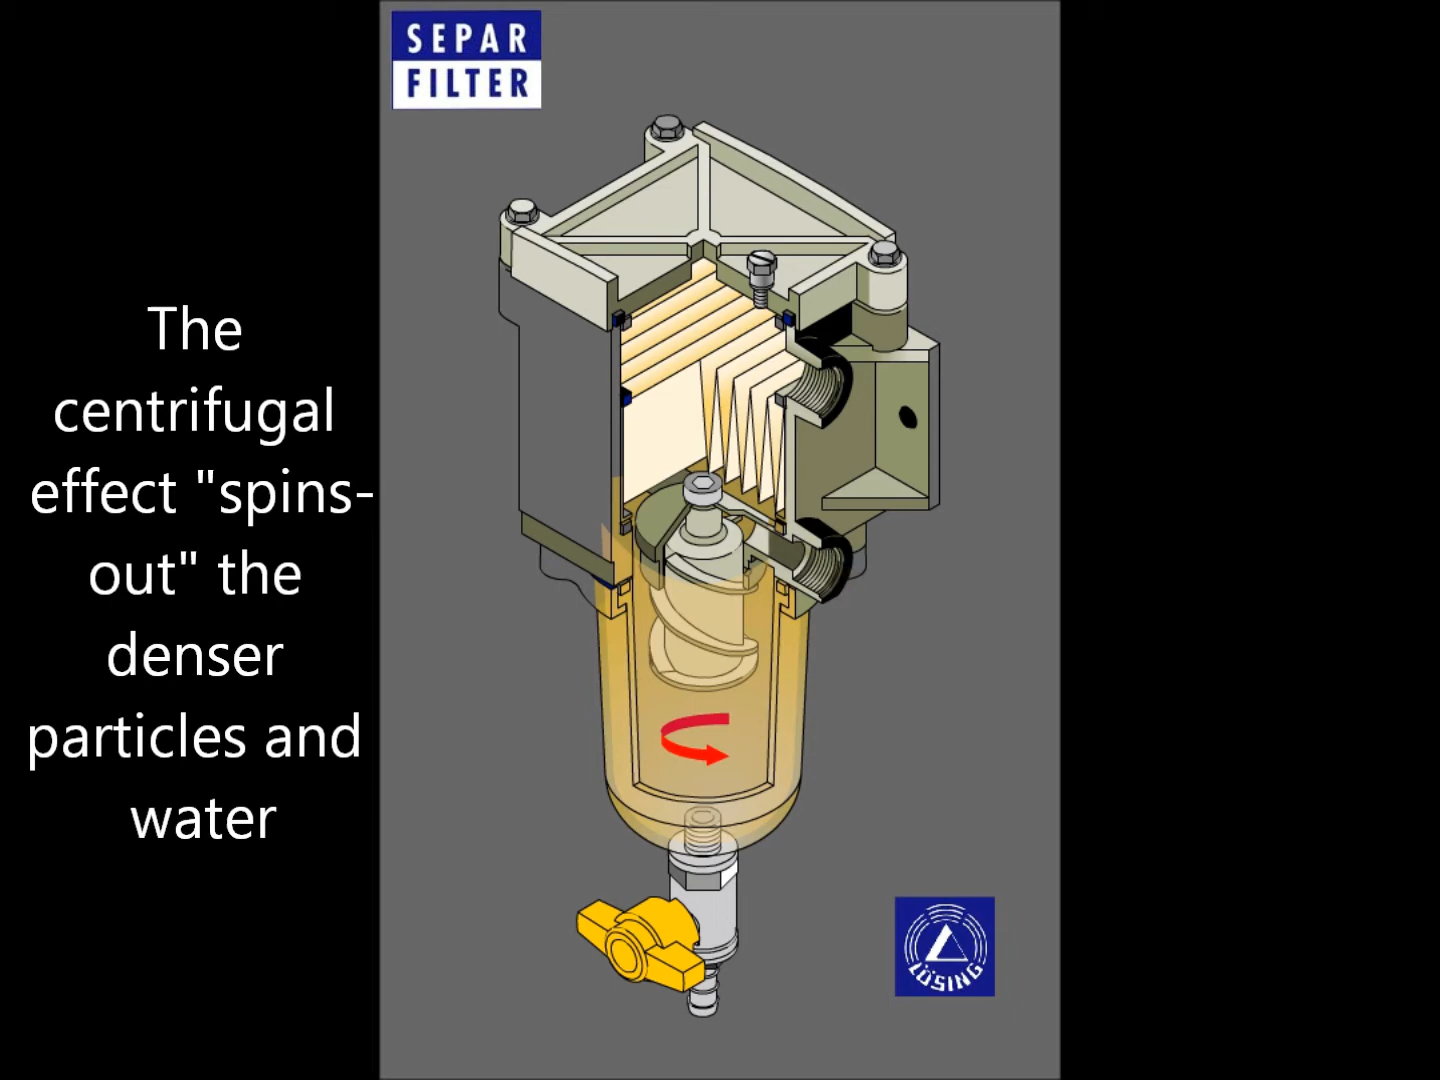 SEPAR
FILTER
The
centrifugal
effect "spins-
out" the
denser
particles and
water
LÖSING